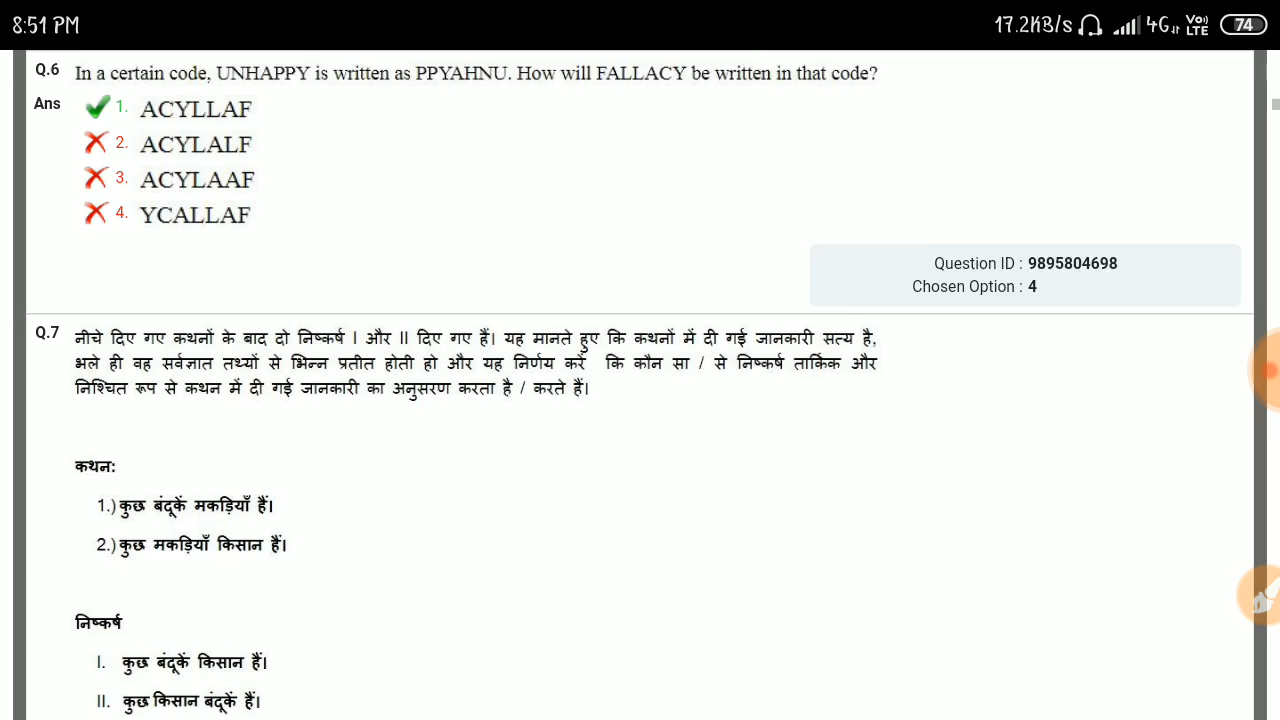 8:51 PM 17.2KB/s 4G Vo) LTE 74
Q.6 In a certain code, UNHAPPY is written as PPYAHNU. How will FALLACY be written in that code?
Ans 1. ACYLLAF
2. ACYLALF
3. ACYLAAF
4. YCALLAF
Question ID : 9895804698
Chosen Option : 4
Q.7 नीचे दिए गए कथनों के बाद दो निष्कर्ष I और II दिए गए हैं। यह मानते हुए कि कथनों में दी गई जानकारी सत्य है,
भले ही वह सर्वज्ञात तथ्यों से भिन्न प्रतीत होती हो और यह निर्णय करें कि कौन सा / से निष्कर्ष तार्किक और
निश्चित रूप से कथन में दी गई जानकारी का अनुसरण करता है / करते हैं।
कथन:
1.) कुछ बंदूकें मकड़ियाँ हैं।
2.) कुछ मकड़ियाँ किसान हैं।
निष्कर्ष
I. कुछ बंदूकें किसान हैं।
II. कुछ किसान बंदूकें हैं।